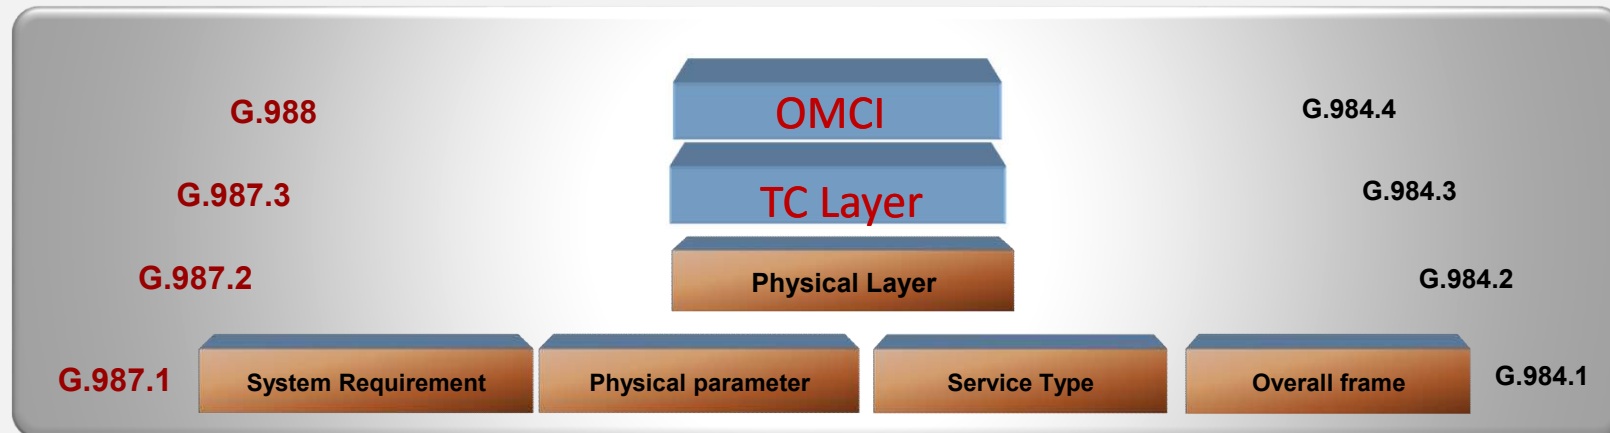 G.988
OMCI
G.984.4
G.987.3
TC Layer
G.984.3
G.987.2
Physical Layer
G.984.2
G.987.1
System Requirement
Physical parameter
Service Type
Overall frame
G.984.1